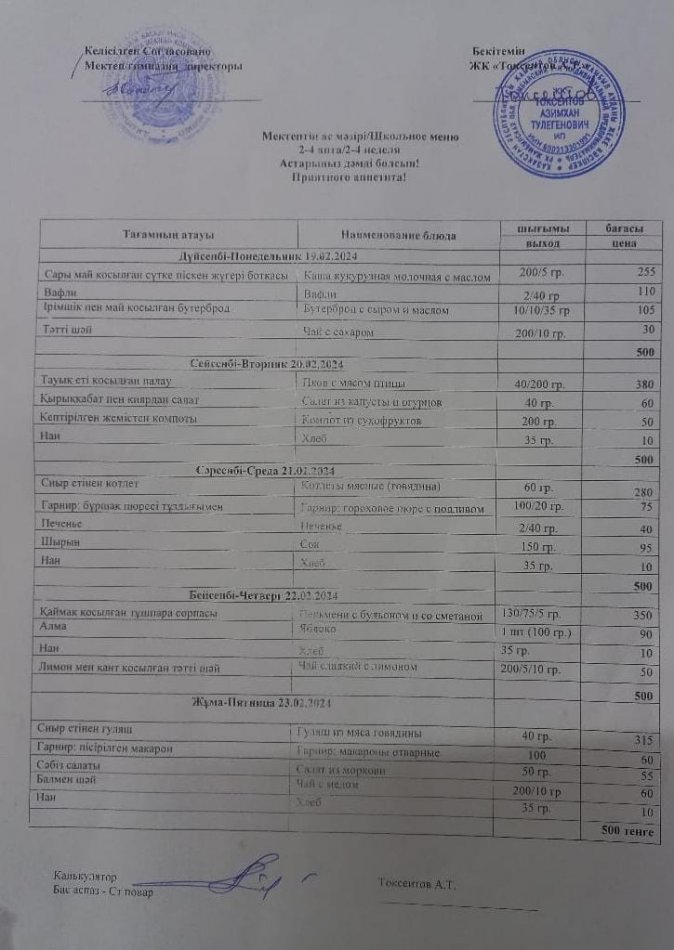 Келісілген Согласовано
Мектеп гимназия директоры
Бекітемін
ЖК «Токсеитов А.Т.»
ТОКСЕИТОВ
АЗИМХАН
ТУЛЕГЕНОВИЧ
ИП
Мектептің ас мәзірі/Школьное меню
2-4 апта/2-4 неделя
Астарыңыз дәмді болсын!
Приятного аппетита!
Тағамның атауы Наименование блюда шығымы выход бағасы цена
Дүйсенбі-Понедельник 19.02.2024
Сары май қосылған сүтке піскен жүгері ботқасы Каша кукурузная молочная с маслом 200/5 гр. 255
Вафли Вафли 2/40 гр 110
Ірімшік пен май қосылған бутерброд Бутерброд с сыром и маслом 10/10/35 гр 105
Тәтті шәй Чай с сахаром 200/10 гр. 30
500
Сейсенбі-Вторник 20.02.2024
Тауық еті қосылған палау Плов с мясом птицы 40/200 гр. 380
Қырыққабат пен киярдан салат Салат из капусты и огурцов 40 гр. 60
Кептірілген жемістен компоты Компот из сухофруктов 200 гр. 50
Нан Хлеб 35 гр. 10
500
Сәрсенбі-Среда 21.02.2024
Сиыр етінен котлет Котлеты мясные (говядина) 60 гр. 280
Гарнир: бұршақ пюресі тұздығымен Гарнир: гороховое пюре с подливом 100/20 гр. 75
Печенье Печенье 2/40 гр. 40
Шырын Сок 150 гр. 95
Нан Хлеб 35 гр. 10
500
Бейсенбі-Четверг 22.02.2024
Қаймак қосылған тұшпара сорпасы Пельмени с бульоном и со сметаной 130/75/5 гр. 350
Алма Яблоко 1 шт (100 гр.) 90
Нан Хлеб 35 гр. 10
Лимон мен қант қосылған тәтті шәй Чай сладкий с лимоном 200/5/10 гр. 50
500
Жұма-Пятница 23.02.2024
Сиыр етінен гуляш Гуляш из мяса говядины 40 гр. 315
Гарнир: пісірілген макарон Гарнир: макароны отварные 100 60
Сәбіз салаты Салат из моркови 50 гр. 55
Балмен шәй Чай с медом 200/10 гр 60
Нан Хлеб 35 гр. 10
500 тенге
Калькулятор
Бас аспаз - Ст повар
Токсеитов А.Т.